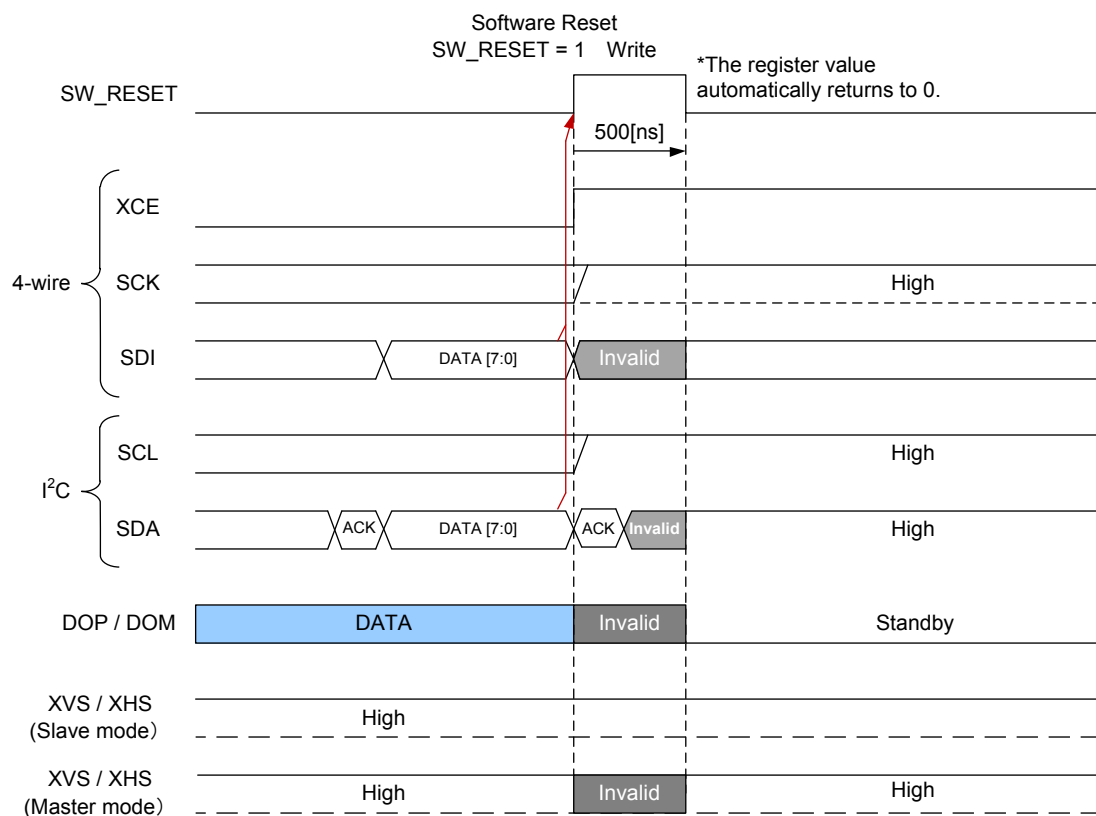 Software Reset
SW_RESET = 1 Write
*The register value
automatically returns to 0.
SW_RESET
500[ns]
XCE
4-wire
SCK
High
SDI
DATA [7:0]
Invalid
SCL
High
I²C
SDA
ACK
DATA [7:0]
ACK
Invalid
High
DOP / DOM
DATA
Invalid
Standby
XVS / XHS
(Slave mode）
High
XVS / XHS
(Master mode）
High
Invalid
High